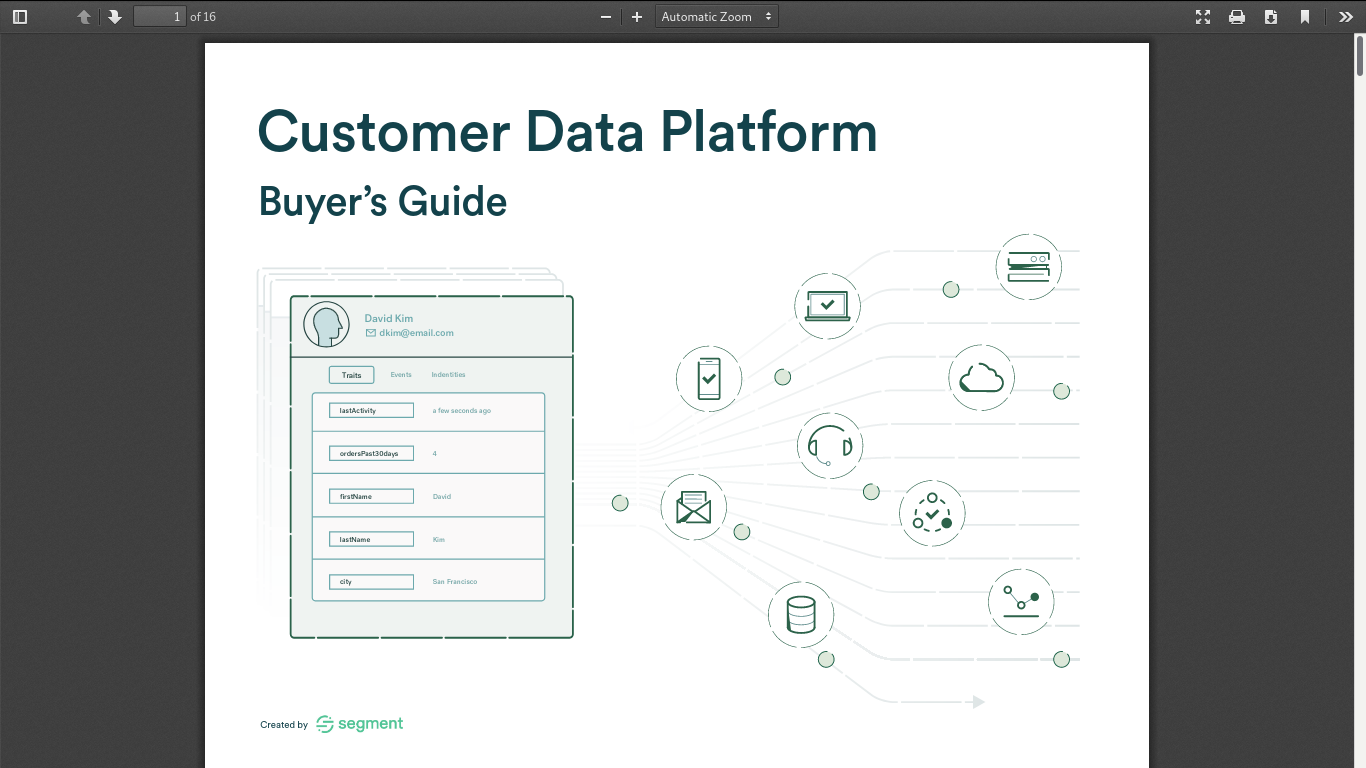 1 of 16
Automatic Zoom
Customer Data Platform
Buyer's Guide
David Kim
dkim@email.com
Traits Events Indentities
lastActivity a few seconds ago
ordersPast30days 4
firstName David
lastName Kim
city San Francisco
Created by segment